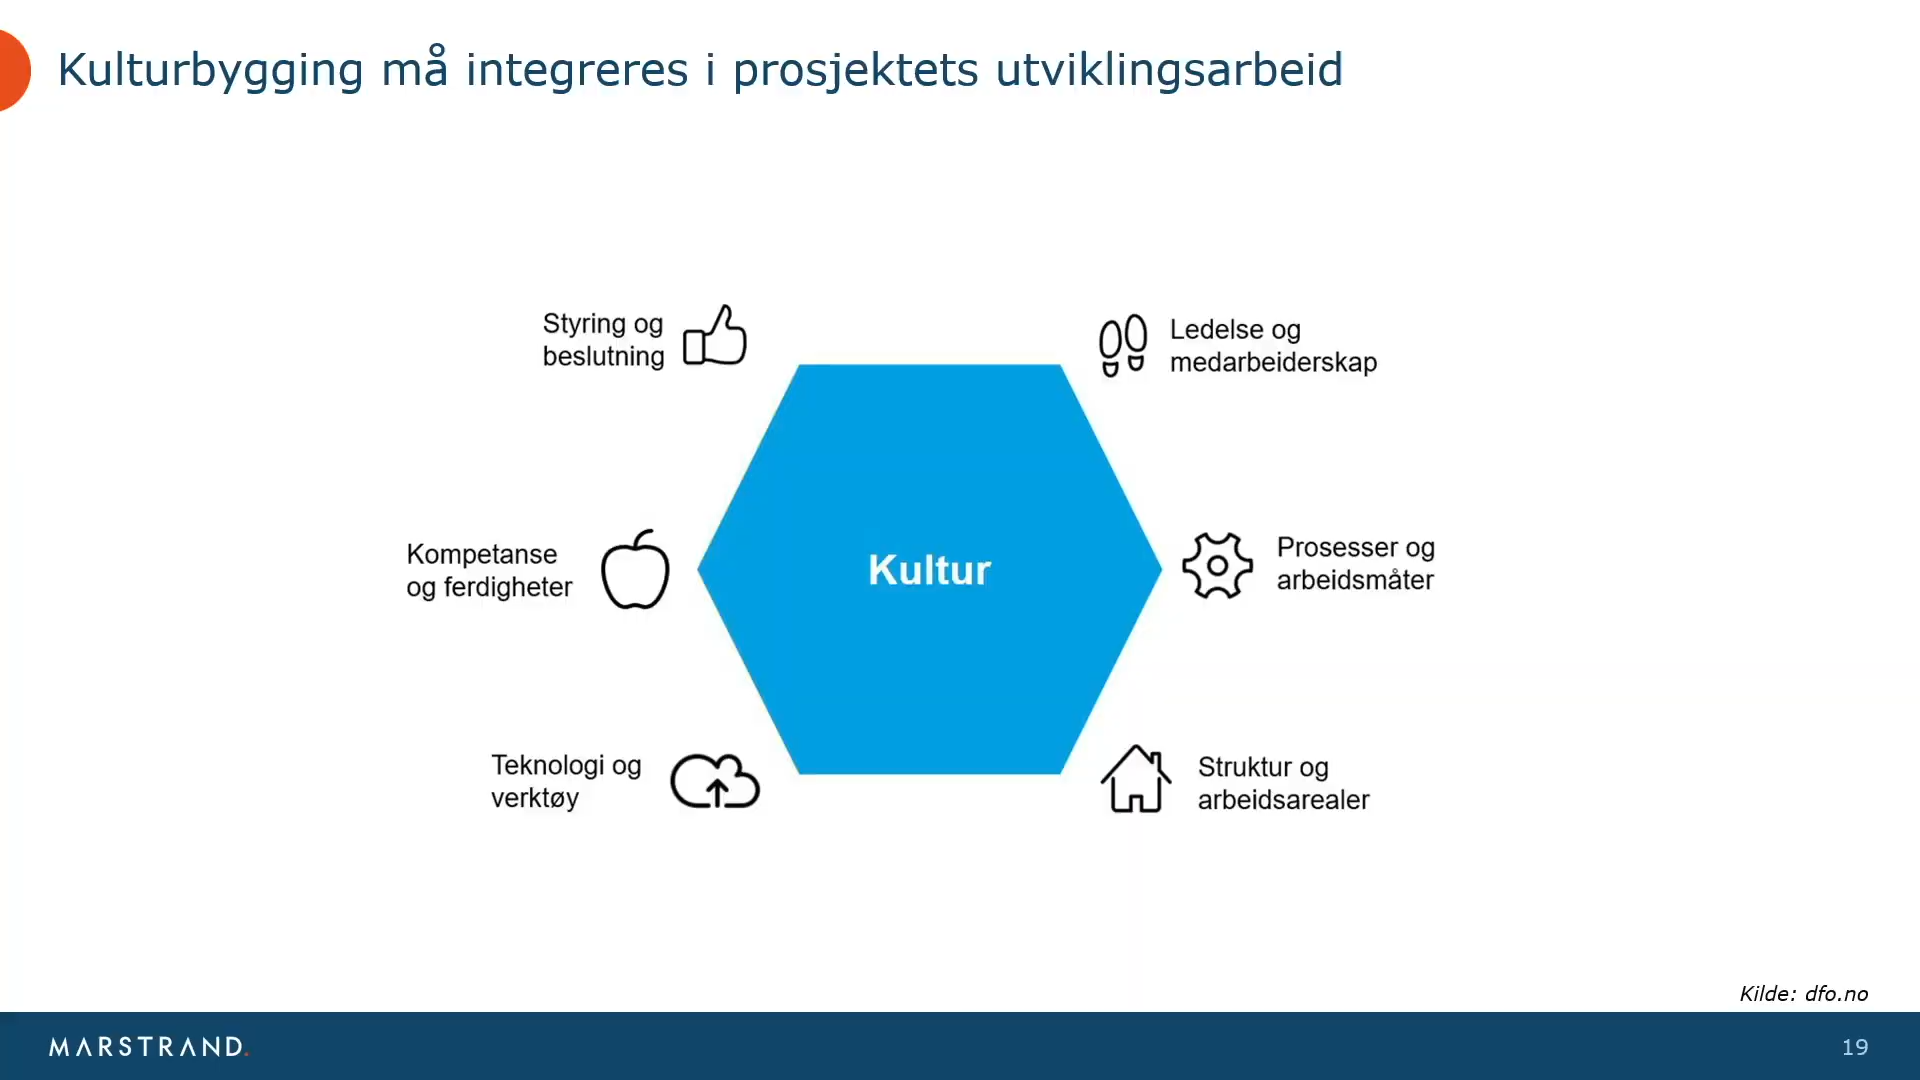 Kulturbygging må integreres i prosjektets utviklingsarbeid
Styring og
beslutning
Ledelse og
medarbeiderskap
Kompetanse
og ferdigheter
Kultur
Prosesser og
arbeidsmåter
Teknologi og
verktøy
Struktur og
arbeidsarealer
Kilde: dfo.no
MARSTRAND.
19